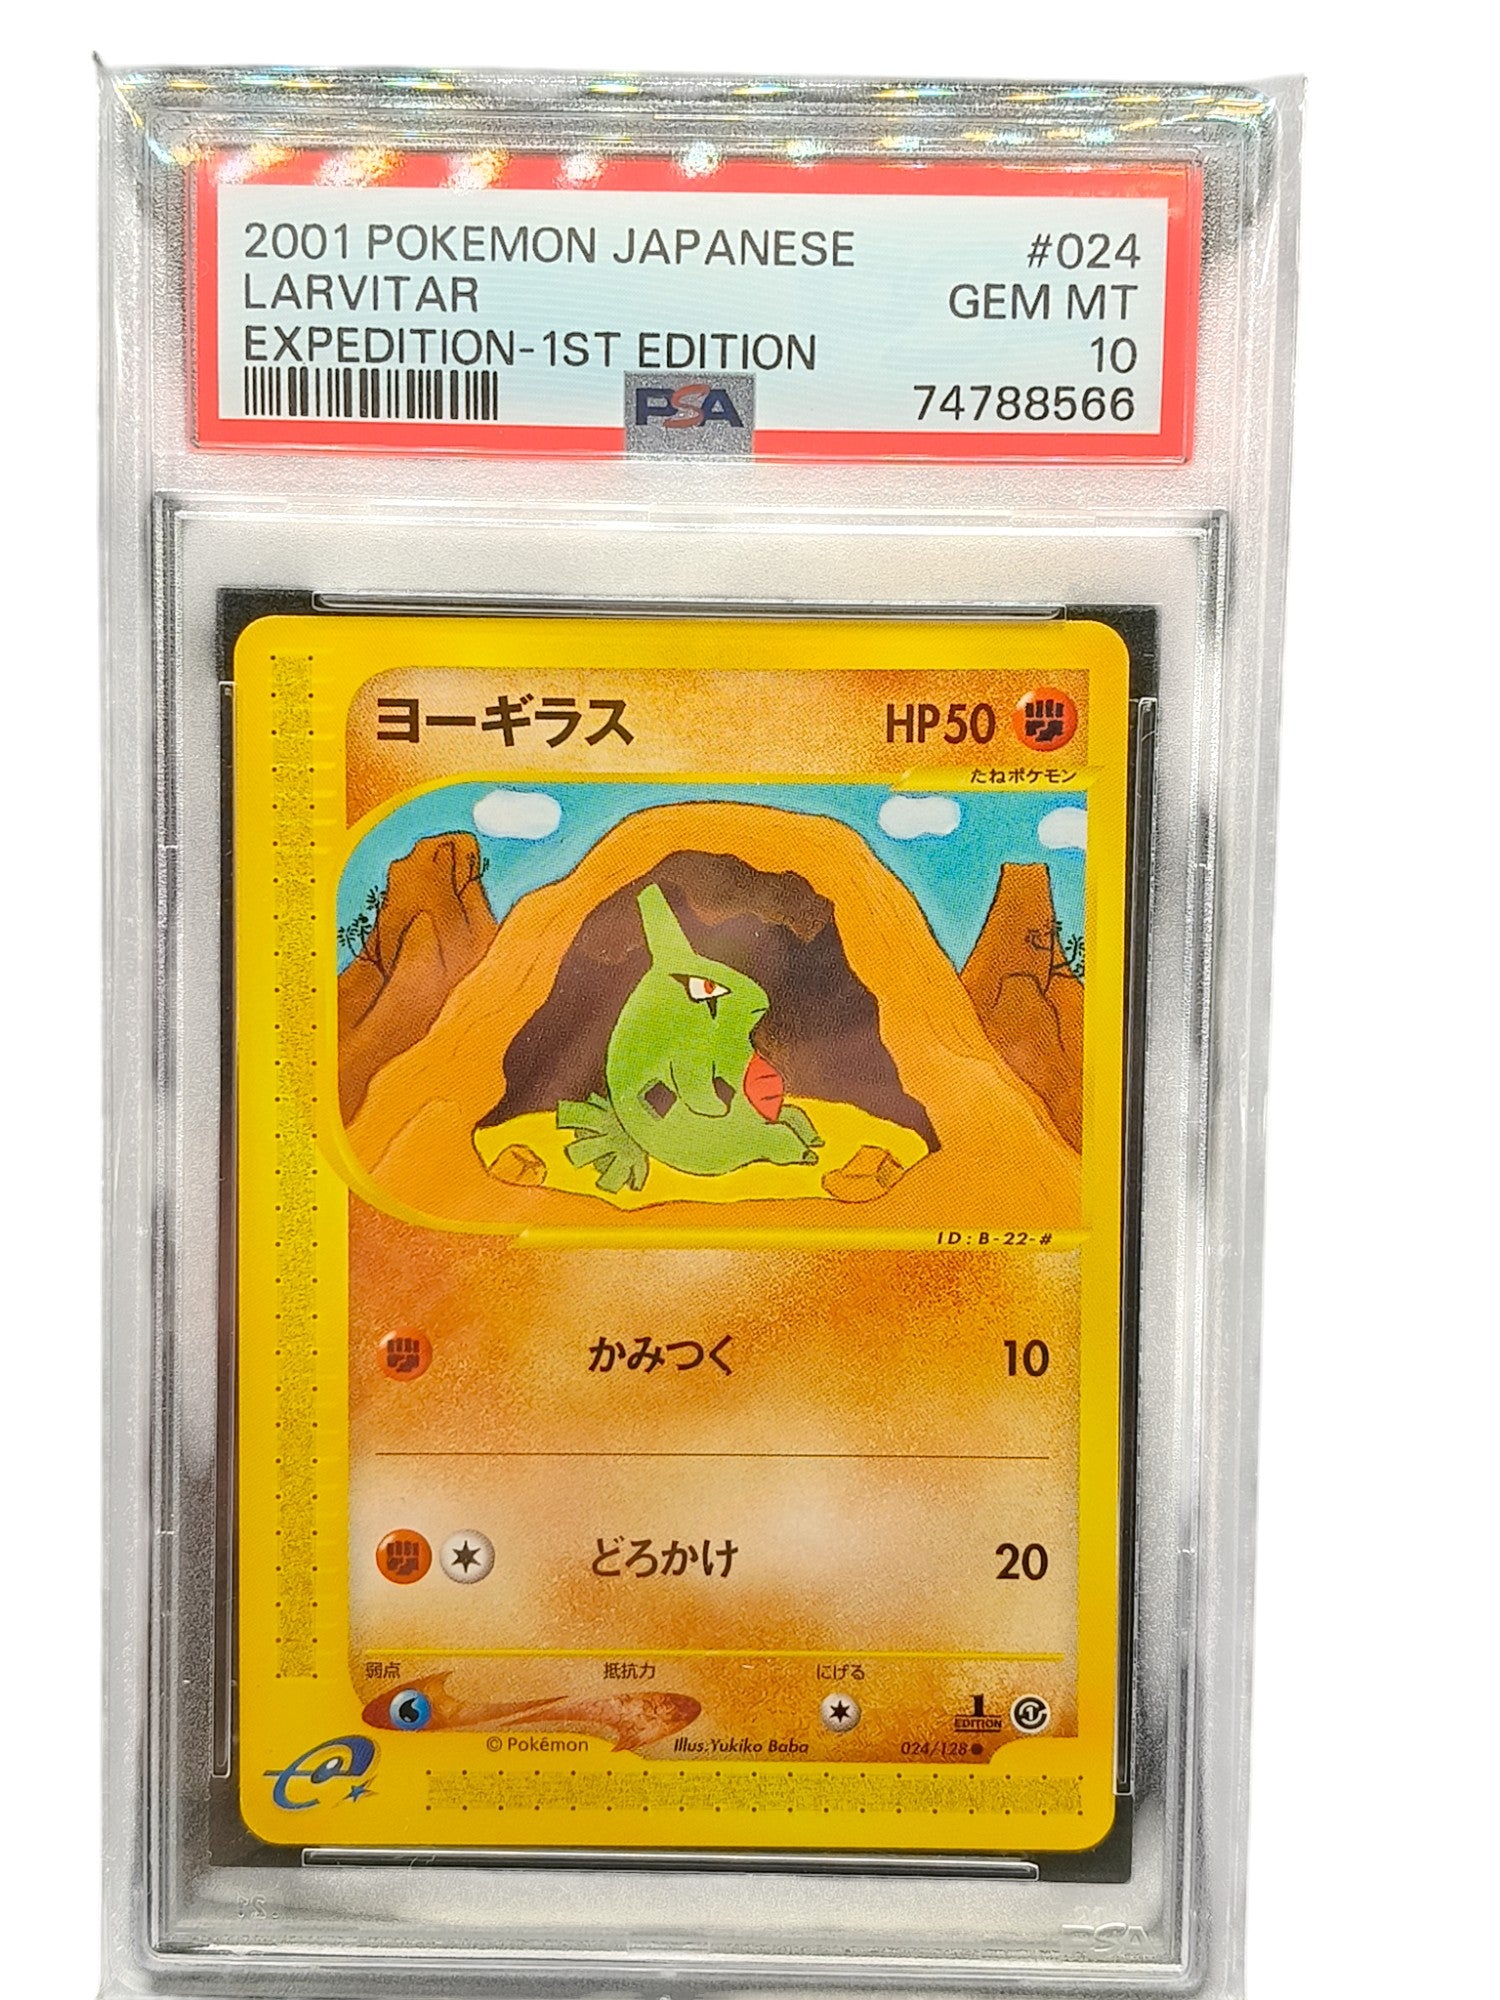 2001 POKEMON JAPANESE #024
LARVITAR GEM MT
EXPEDITION-1ST EDITION 10
PSA 74788566
ヨーギラス HP50
たねポケモン
ID:B-22-#
かみつく 10
どろかけ 20
弱点 抵抗力 にげる
1
EDITION
©Pokémon Illus.Yukiko Baba 024/128●
e
PSA